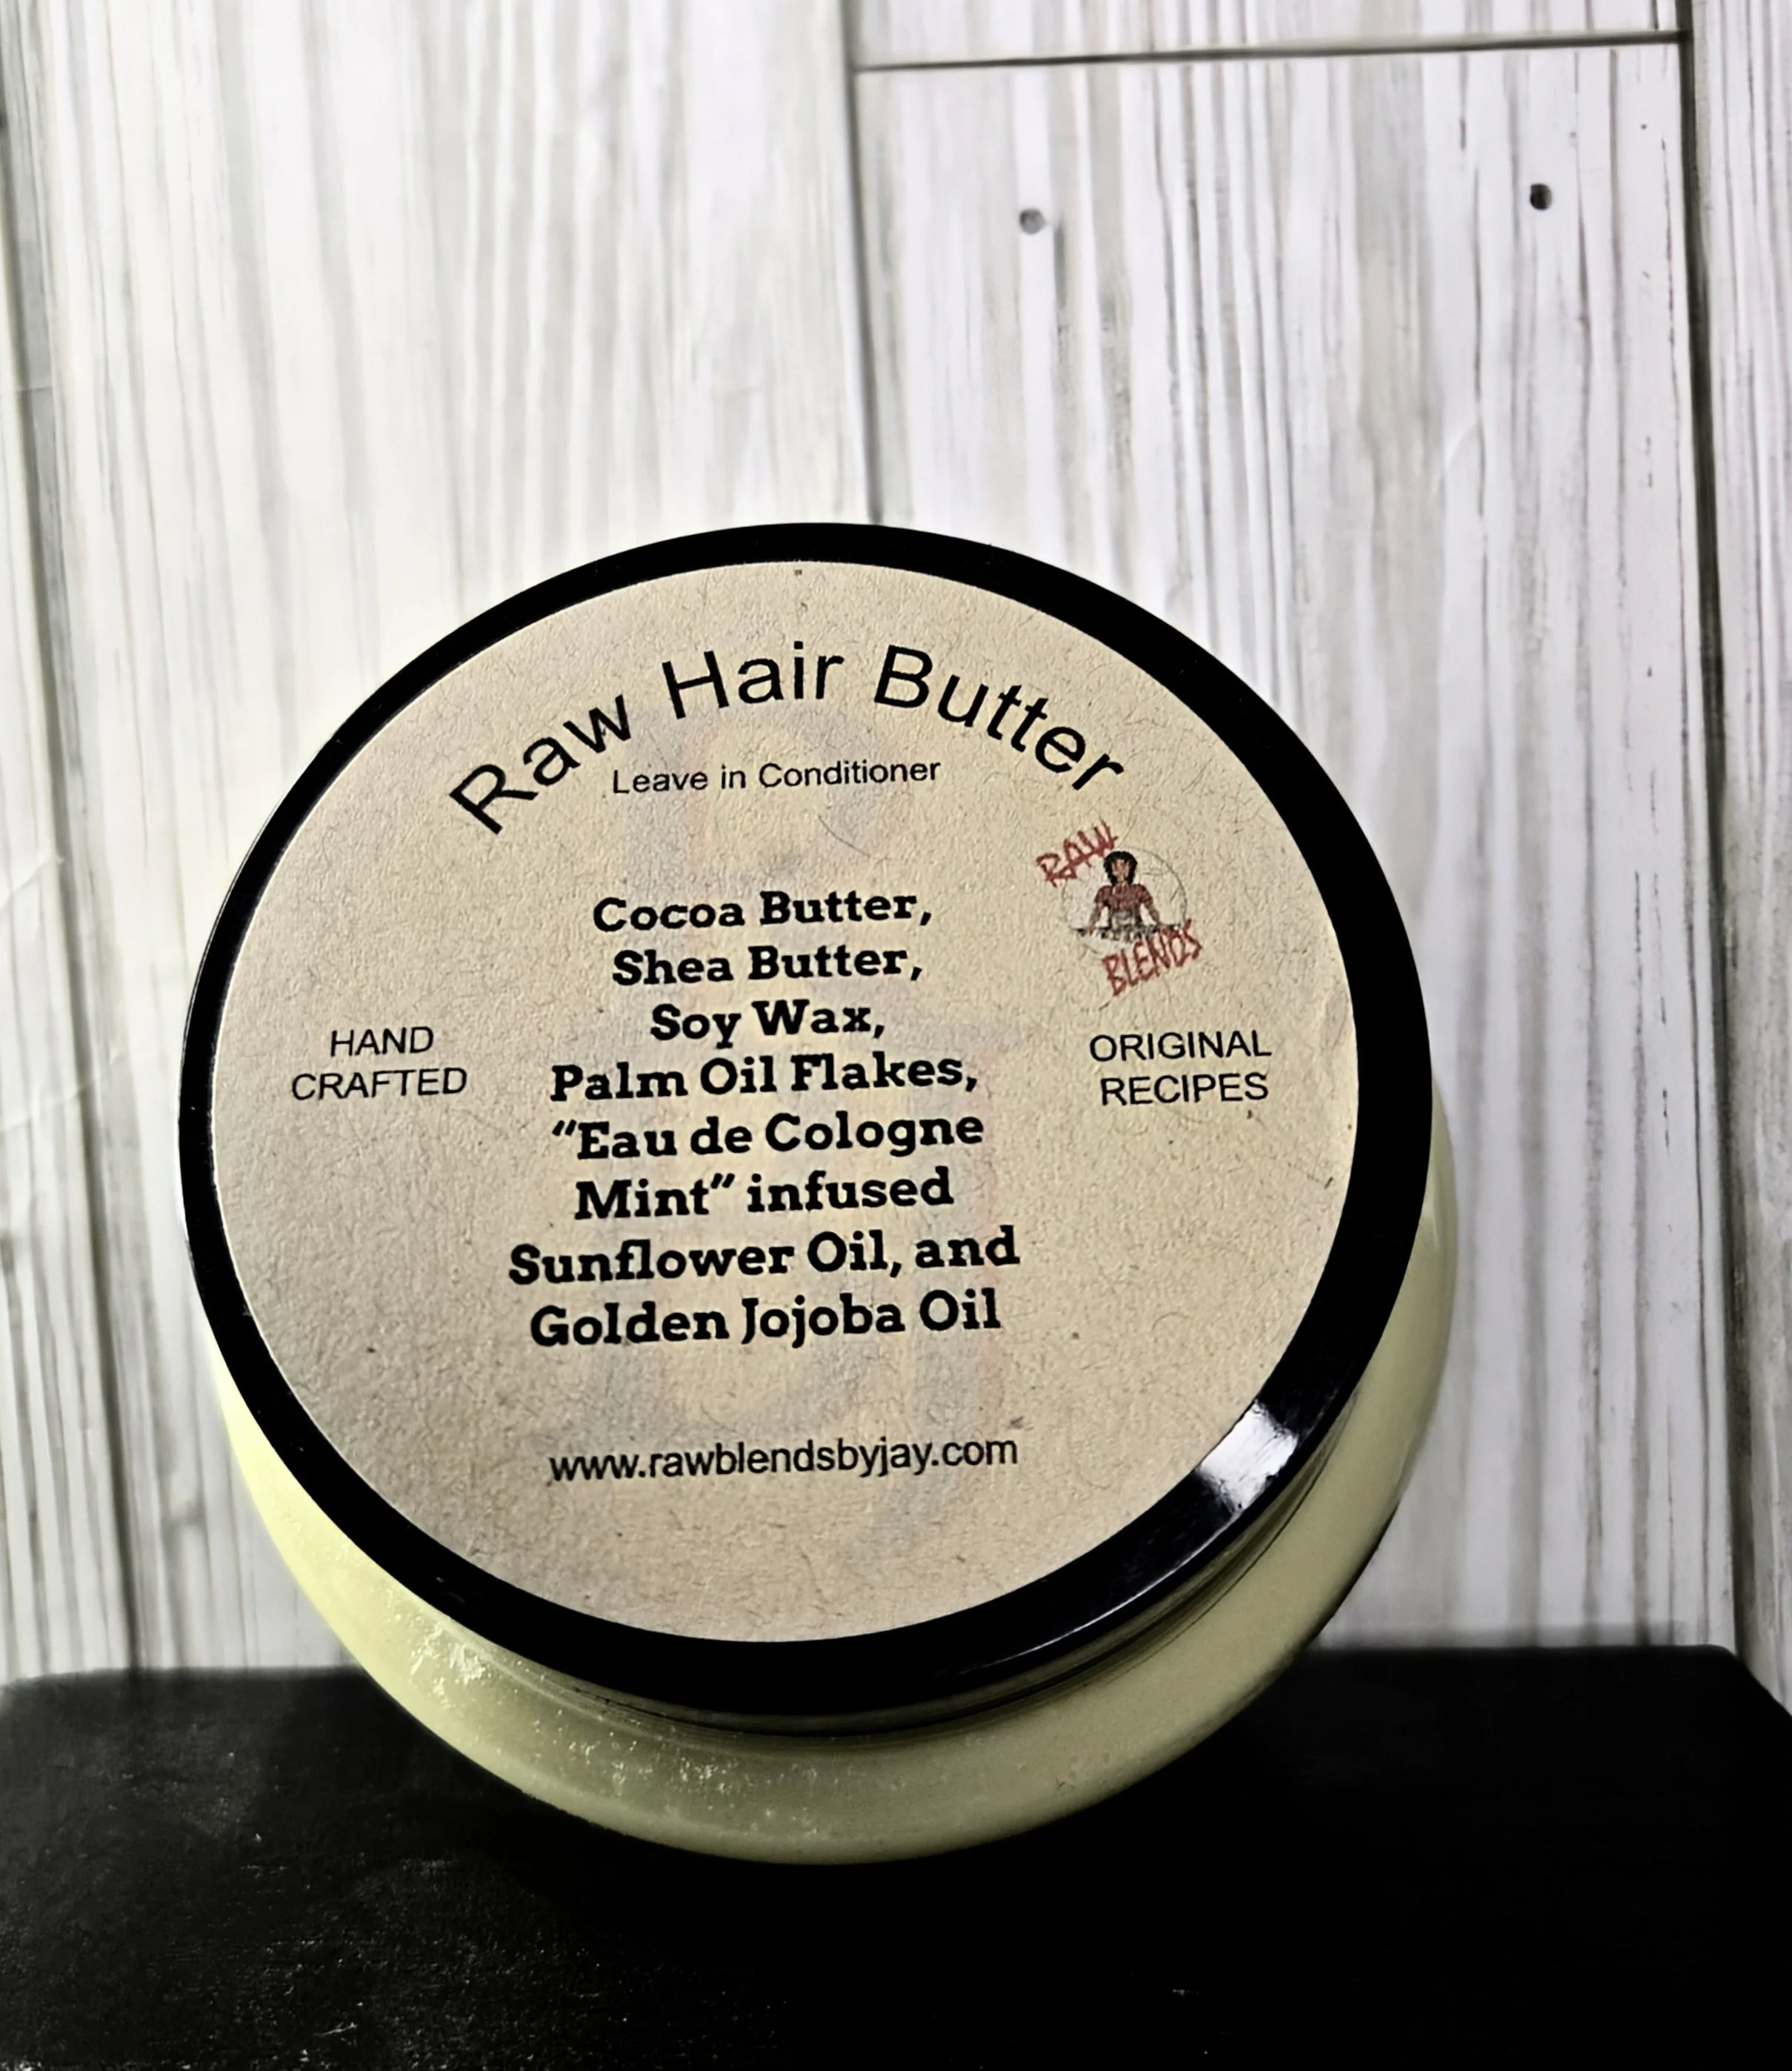 Raw Hair Butter
Leave in Conditioner
RAW
BLENDS
Cocoa Butter,
Shea Butter,
Soy Wax,
Palm Oil Flakes,
“Eau de Cologne
Mint” infused
Sunflower Oil, and
Golden Jojoba Oil
HAND
CRAFTED
ORIGINAL
RECIPES
www.rawblendsbyjay.com